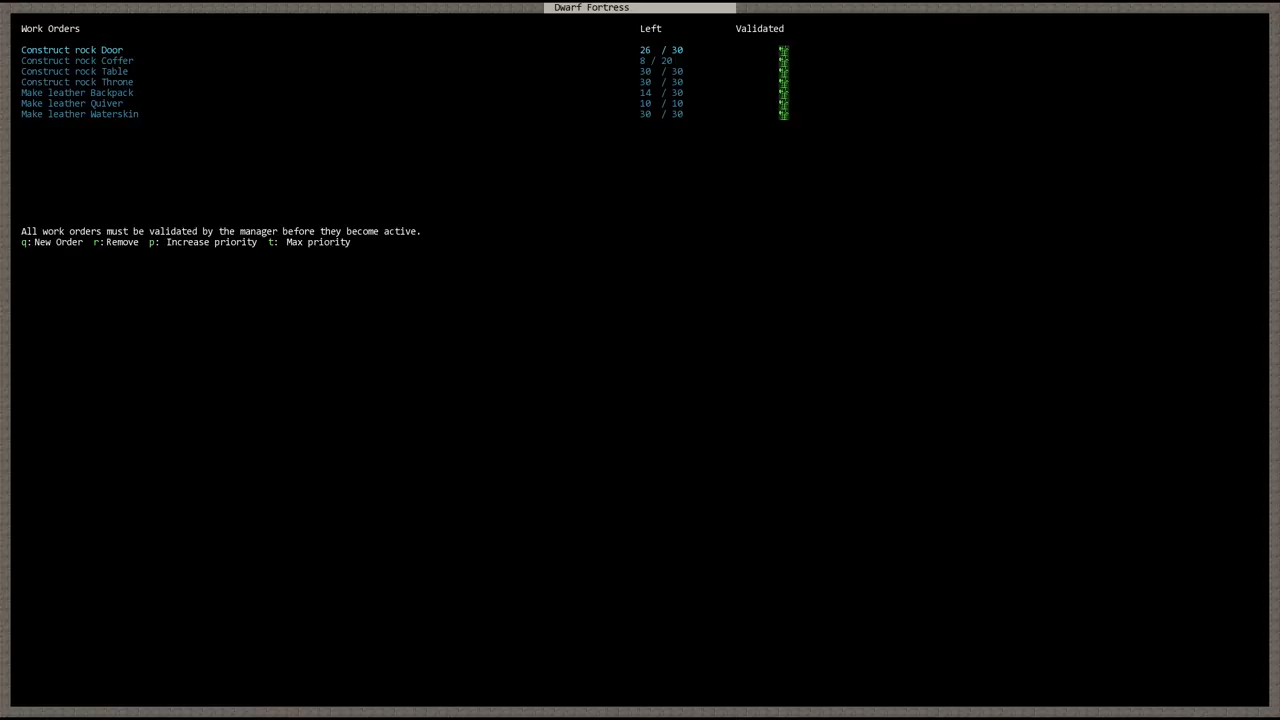 Dwarf Fortress
Work Orders Left Validated
Construct rock Door 26 / 30
Construct rock Coffer 8 / 20
Construct rock Table 30 / 30
Construct rock Throne 30 / 30
Make leather Backpack 14 / 30
Make leather Quiver 10 / 10
Make leather Waterskin 30 / 30
All work orders must be validated by the manager before they become active.
q:New Order r:Remove p: Increase priority t: Max priority